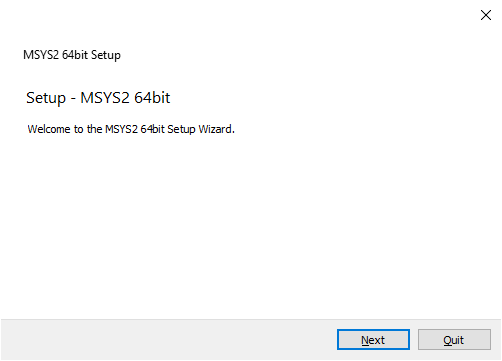 MSYS2 64bit Setup
Setup - MSYS2 64bit
Welcome to the MSYS2 64bit Setup Wizard.
Next
Quit